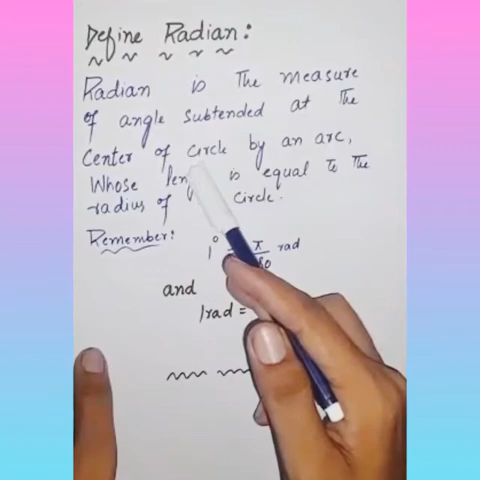 Define Radian:
Radian is The measure
of angle subtended at The
Center of circle by an arc,
Whose is equal To The
radius of circle.
Remember:
1° π rad
and
1rad =